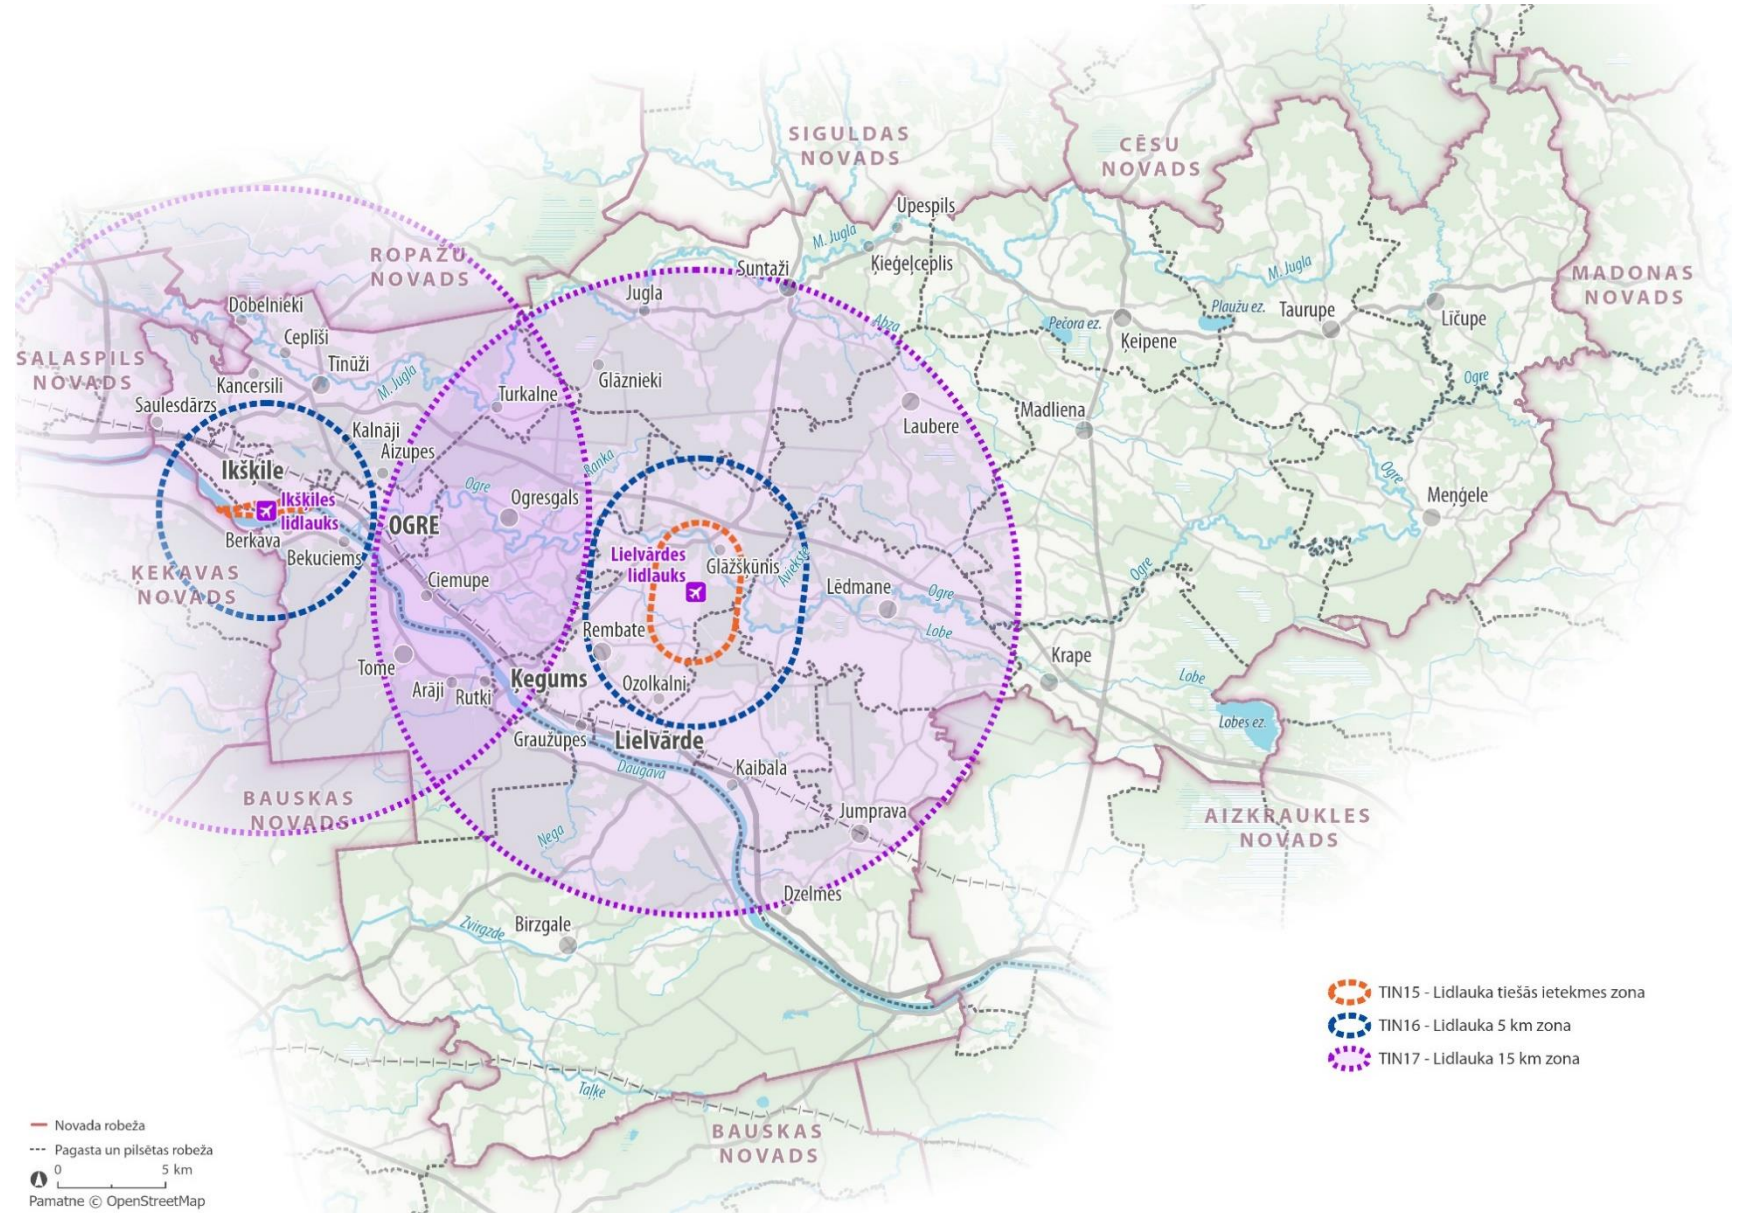 SIGULDAS
NOVADS
CĒSU
NOVADS
Upespils
M. Jugla
Ķieģeļceplis
ROPAŽU
NOVADS
Suntaži
M. Jugla
MADONAS
NOVADS
Jugla
Dobelnieki
Plaužu ez.
Taurupe
Līčupe
Abza
Pečora ez.
Ķeipene
Ceplīši
SALASPILS
NOVADS
Tinūži
Kancersili
M. Jugla
Glāznieki
Ogre
Turkalne
Saulesdārzs
Madliena
Laubere
Kalnāji
Aizupes
Ikšķile
Ranka
Ogre
Ogre
Ogresgals
Meņģele
Ikšķiles
lidlauks
OGRE
Berkava
Bekuciems
Lielvārdes
lidlauks
Glāžšķūnis
Aviekste
ĶEKAVAS
NOVADS
Ciemupe
Lēdmane
Ogre
Ogre
Lobe
Rembate
Tome
Krape
Arāji
Rutķi
Ķegums
Ozolkalni
Lobe
Lobes ez.
Graužupes
Lielvārde
Daugava
Kaibala
BAUSKAS
NOVADS
Jumprava
AIZKRAUKLES
NOVADS
Nega
Dzelmes
Zvirgzde
Birzgale
TIN15 - Lidlauka tiešās ietekmes zona
TIN16 - Lidlauka 5 km zona
TIN17 - Lidlauka 15 km zona
Taļķe
BAUSKAS
NOVADS
Novada robeža
Pagasta un pilsētas robeža
0 5 km
Pamatne © OpenStreetMap